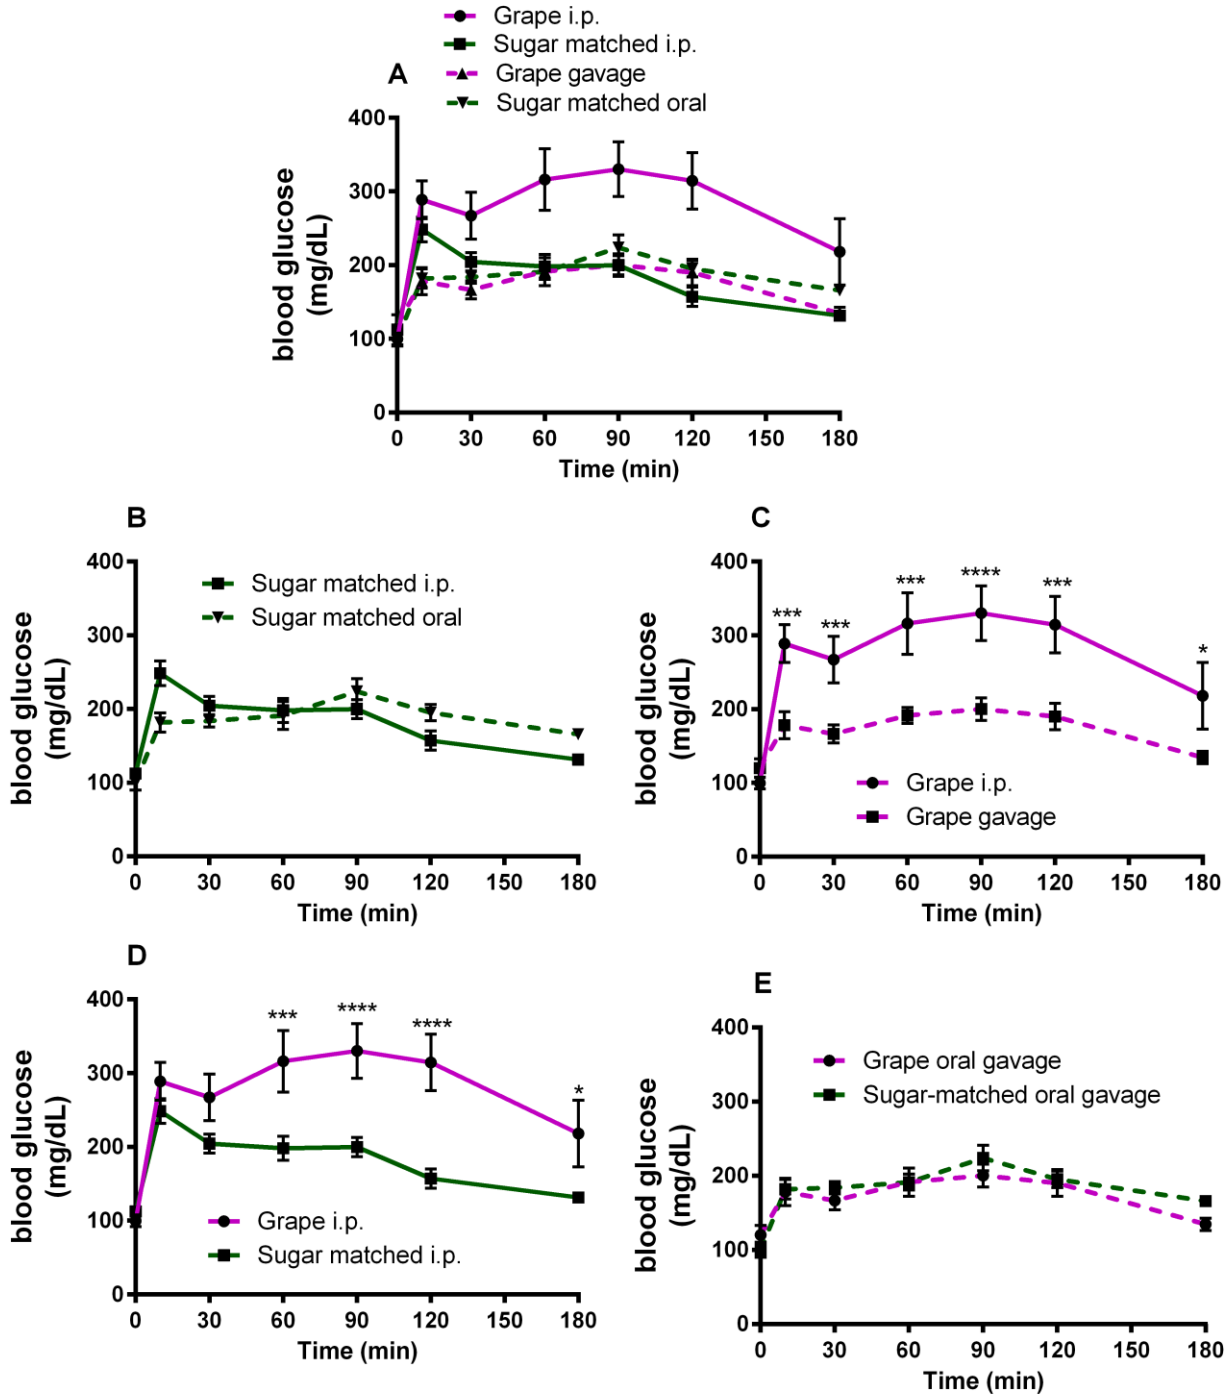 Grape i.p.
Sugar matched i.p.
Grape gavage
Sugar matched oral
A
400
300
200
100
0
blood glucose
(mg/dL)
0 30 60 90 120 150 180
Time (min)
B
400
300
200
100
0
blood glucose
(mg/dL)
Sugar matched i.p.
Sugar matched oral
0 30 60 90 120 150 180
Time (min)
C
400
300
200
100
0
blood glucose
(mg/dL)
*** *** *** **** *** *
Grape i.p.
Grape gavage
0 30 60 90 120 150 180
Time (min)
D
400
300
200
100
0
blood glucose
(mg/dL)
*** **** **** *
Grape i.p.
Sugar matched i.p.
0 30 60 90 120 150 180
Time (min)
E
400
300
200
100
0
blood glucose
(mg/dL)
Grape oral gavage
Sugar-matched oral gavage
0 30 60 90 120 150 180
Time (min)